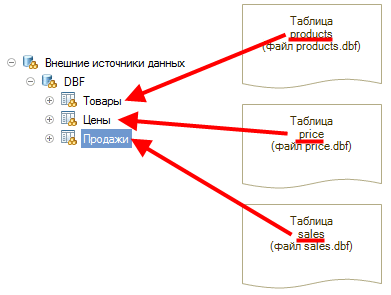 Внешние источники данных
DBF
Товары
Цены
Продажи
Таблица
products
(Файл products.dbf)
Таблица
price
(Файл price.dbf)
Таблица
sales
(Файл sales.dbf)